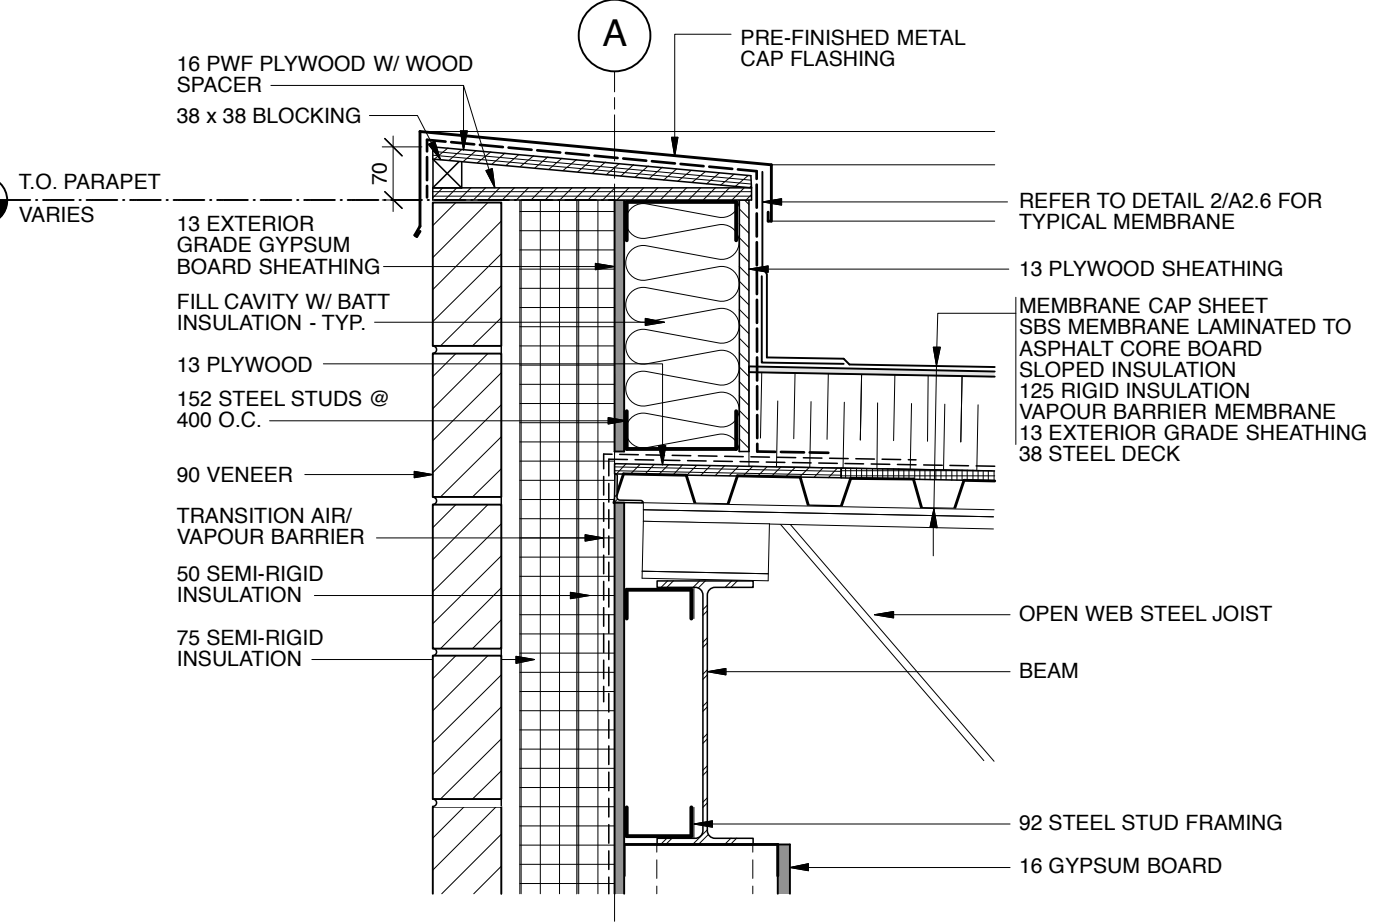 A
PRE-FINISHED METAL
CAP FLASHING
16 PWF PLYWOOD W/ WOOD
SPACER
38 x 38 BLOCKING
70
T.O. PARAPET
VARIES
13 EXTERIOR
GRADE GYPSUM
BOARD SHEATHING
FILL CAVITY W/ BATT
INSULATION - TYP.
13 PLYWOOD
152 STEEL STUDS @
400 O.C.
90 VENEER
TRANSITION AIR/
VAPOUR BARRIER
50 SEMI-RIGID
INSULATION
75 SEMI-RIGID
INSULATION
REFER TO DETAIL 2/A2.6 FOR
TYPICAL MEMBRANE
13 PLYWOOD SHEATHING
MEMBRANE CAP SHEET
SBS MEMBRANE LAMINATED TO
ASPHALT CORE BOARD
SLOPED INSULATION
125 RIGID INSULATION
VAPOUR BARRIER MEMBRANE
13 EXTERIOR GRADE SHEATHING
38 STEEL DECK
OPEN WEB STEEL JOIST
BEAM
92 STEEL STUD FRAMING
16 GYPSUM BOARD